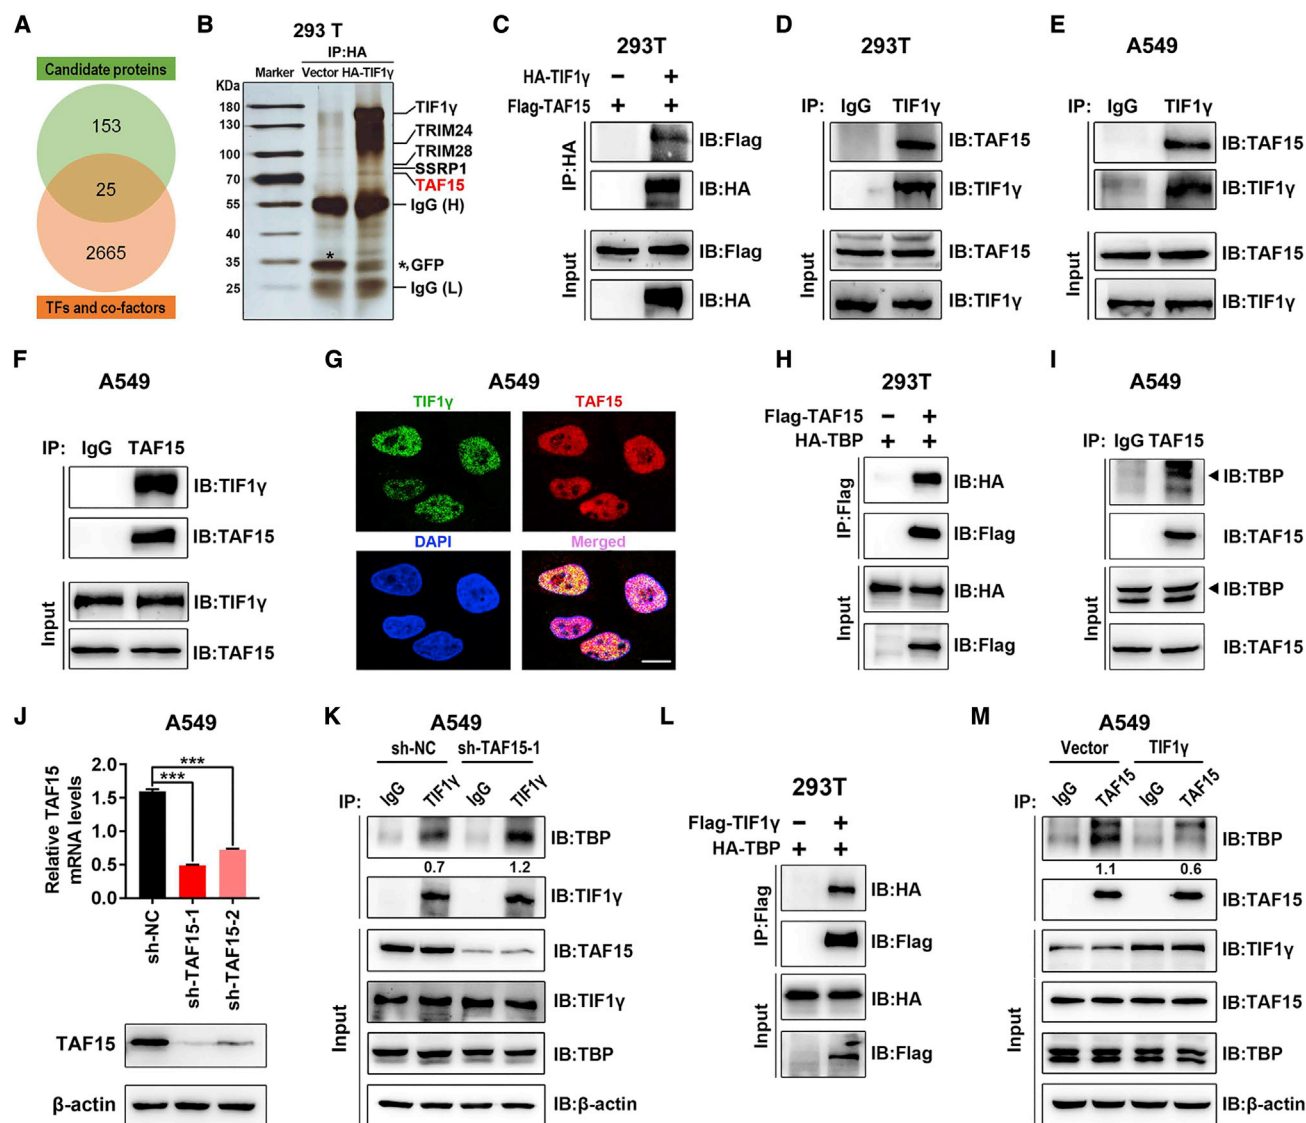 A
Candidate proteins
153
25
2665
TFs and co-factors
B
293 T
IP:HA
Marker Vector HA-TIF1γ
KDa
180
130
100
70
55
40
35
25
*
TIF1γ
TRIM24
TRIM28
SSRP1
TAF15
IgG (H)
*, GFP
IgG (L)
C
293T
HA-TIF1γ − +
Flag-TAF15 + +
IP:HA
IB:Flag
IB:HA
Input
IB:Flag
IB:HA
D
293T
IP: IgG TIF1γ
IB:TAF15
IB:TIF1γ
Input
IB:TAF15
IB:TIF1γ
E
A549
IP: IgG TIF1γ
IB:TAF15
IB:TIF1γ
Input
IB:TAF15
IB:TIF1γ
F
A549
IP: IgG TAF15
IB:TIF1γ
IB:TAF15
Input
IB:TIF1γ
IB:TAF15
G
A549
TIF1γ TAF15
DAPI Merged
H
293T
Flag-TAF15 − +
HA-TBP + +
IP:Flag
IB:HA
IB:Flag
Input
IB:HA
IB:Flag
I
A549
IP: IgG TAF15
IB:TBP
IB:TAF15
Input
IB:TBP
IB:TAF15
J
A549
Relative TAF15
mRNA levels
2.0
1.5
1.0
0.5
0.0
***
***
sh-NC
sh-TAF15-1
sh-TAF15-2
TAF15
β-actin
K
A549
sh-NC sh-TAF15-1
IP: IgG TIF1γ IgG TIF1γ
IB:TBP
0.7 1.2
IB:TIF1γ
Input
IB:TAF15
IB:TIF1γ
IB:TBP
IB:β-actin
L
293T
Flag-TIF1γ − +
HA-TBP + +
IP:Flag
IB:HA
IB:Flag
Input
IB:HA
IB:Flag
M
A549
Vector TIF1γ
IP: IgG TAF15 IgG TAF15
IB:TBP
1.1 0.6
IB:TAF15
Input
IB:TIF1γ
IB:TAF15
IB:TBP
IB:β-actin